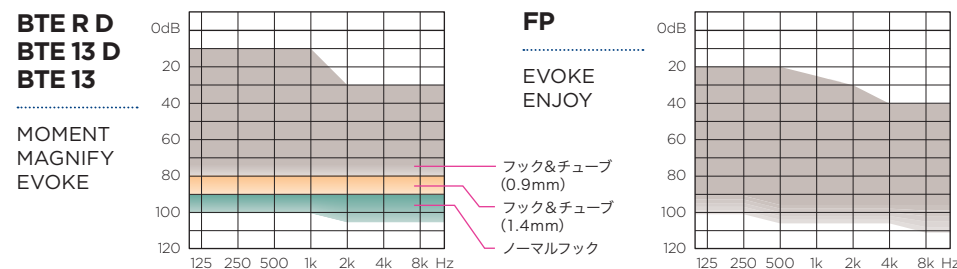 BTE R D
BTE 13 D
BTE 13
MOMENT
MAGNIFY
EVOKE
0dB
20
40
60
80
100
120
125 250 500 1k 2k 4k 8k Hz
フック&チューブ
(0.9mm)
フック&チューブ
(1.4mm)
ノーマルフック
FP
EVOKE
ENJOY
0dB
20
40
60
80
100
120
125 250 500 1k 2k 4k 8k Hz